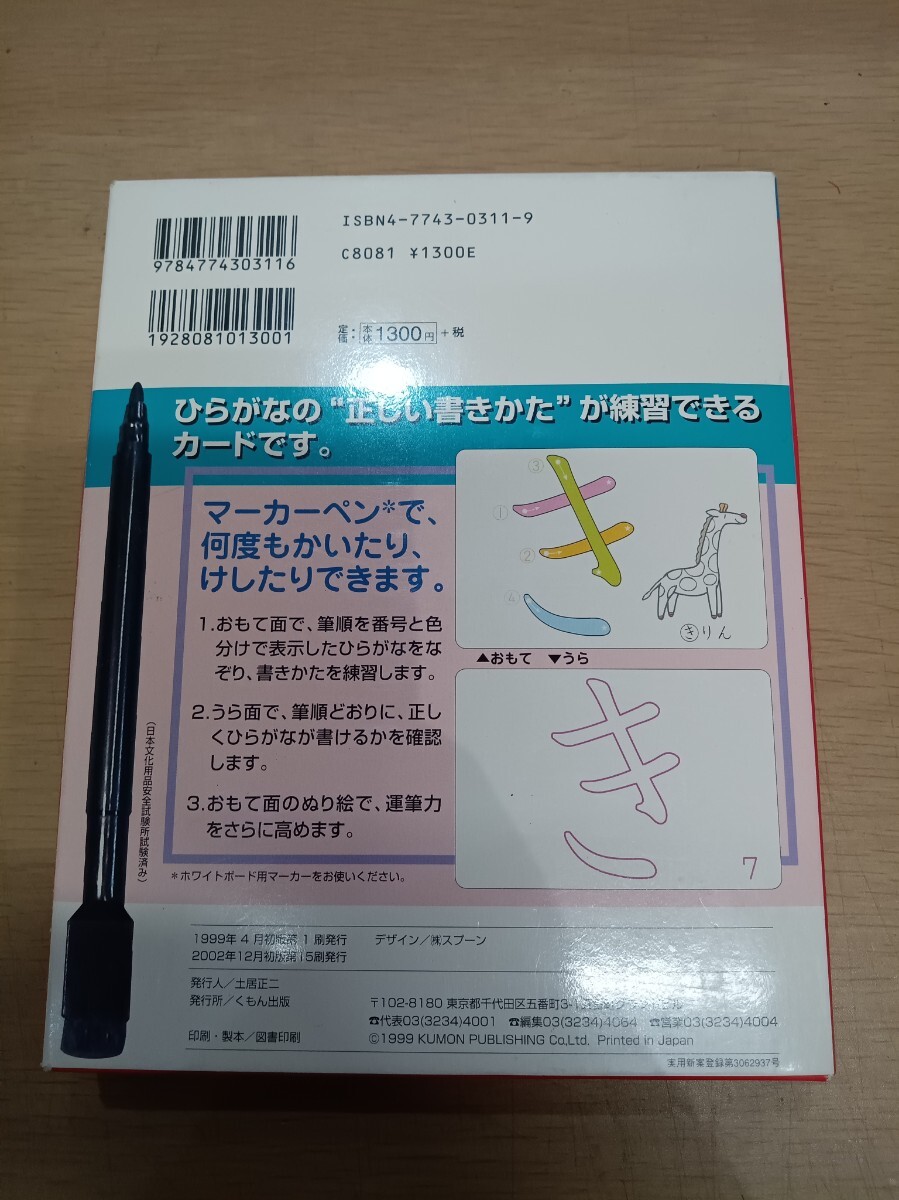 ISBN4-7743-0311-9
C8081 ¥1300E
9784774303116
1928081013001
定価・本体1300円+税
ひらがなの“正しい書きかた”が練習できる
カードです。
マーカーペン*で、
何度もかいたり、
けしたりできます。
1.おもて面で、筆順を番号と色
分けで表示したひらがなをな
ぞり、書きかたを練習します。
2.うら面で、筆順どおりに、正し
くひらがなが書けるかを確認
します。
3.おもて面のぬり絵で、運筆力
をさらに高めます。
*ホワイトボード用マーカーをお使いください。
(日本文化用品安全試験所試験済み)
③
①
②
④
き
きりん
▲おもて ▼うら
き
7
1999年4月初版第1刷発行 デザイン/㈱スプーン
2002年12月初版第15刷発行
発行人/土居正二
発行所/くもん出版
〒102-8180 東京都千代田区五番町3-1
☎代表03(3234)4001 ☎編集03(3234)4064 ☎営業03(3234)4004
印刷・製本/図書印刷
©1999 KUMON PUBLISHING Co,Ltd. Printed in Japan
実用新案登録第3062937号